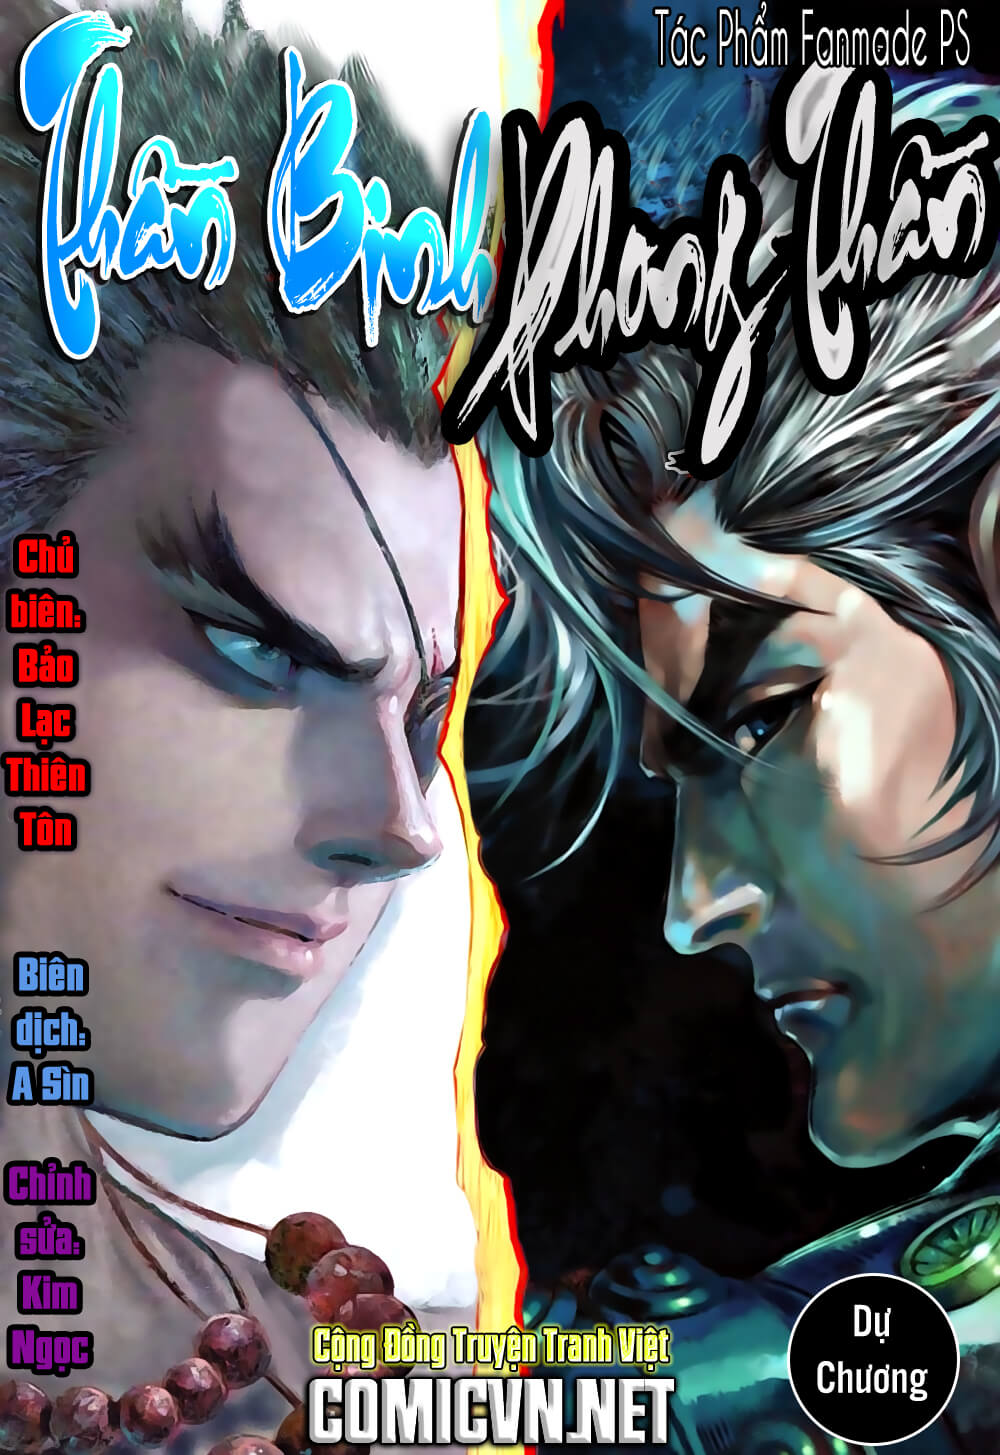 Tác Phẩm Fanmade PS
Thần Binh Phong Thần
Chủ
biên:
Bảo
Lạc
Thiên
Tôn
Biên
dịch:
A Sìn
Chỉnh
sửa:
Kim
Ngọc
Cộng Đồng Truyện Tranh Việt
COMICVN.NET
Dự
Chương